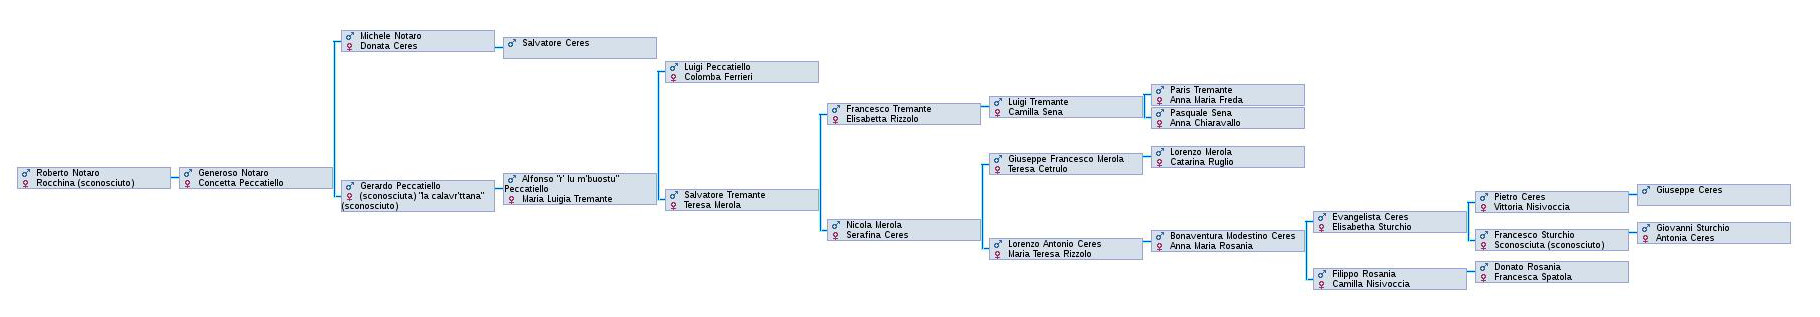 Roberto Notaro
Rocchina (sconosciuto)
Generoso Notaro
Concetta Peccatiello
Michele Notaro
Donata Ceres
Gerardo Peccatiello
(sconosciuta) "la calavr'ttana"
(sconosciuto)
Salvatore Ceres
Alfonso "r' lu m'buostu"
Peccatiello
Maria Luigia Tremante
Luigi Peccatiello
Colomba Ferrieri
Salvatore Tremante
Teresa Merola
Francesco Tremante
Elisabetta Rizzolo
Nicola Merola
Serafina Ceres
Luigi Tremante
Camilla Sena
Giuseppe Francesco Merola
Teresa Cetrulo
Lorenzo Antonio Ceres
Maria Teresa Rizzolo
Paris Tremante
Anna Maria Freda
Pasquale Sena
Anna Chiaravallo
Lorenzo Merola
Catarina Ruglio
Bonaventura Modestino Ceres
Anna Maria Rosania
Evangelista Ceres
Elisabetha Sturchio
Filippo Rosania
Camilla Nisivoccia
Pietro Ceres
Vittoria Nisivoccia
Francesco Sturchio
Sconosciuta (sconosciuto)
Donato Rosania
Francesca Spatola
Giuseppe Ceres
Giovanni Sturchio
Antonia Ceres